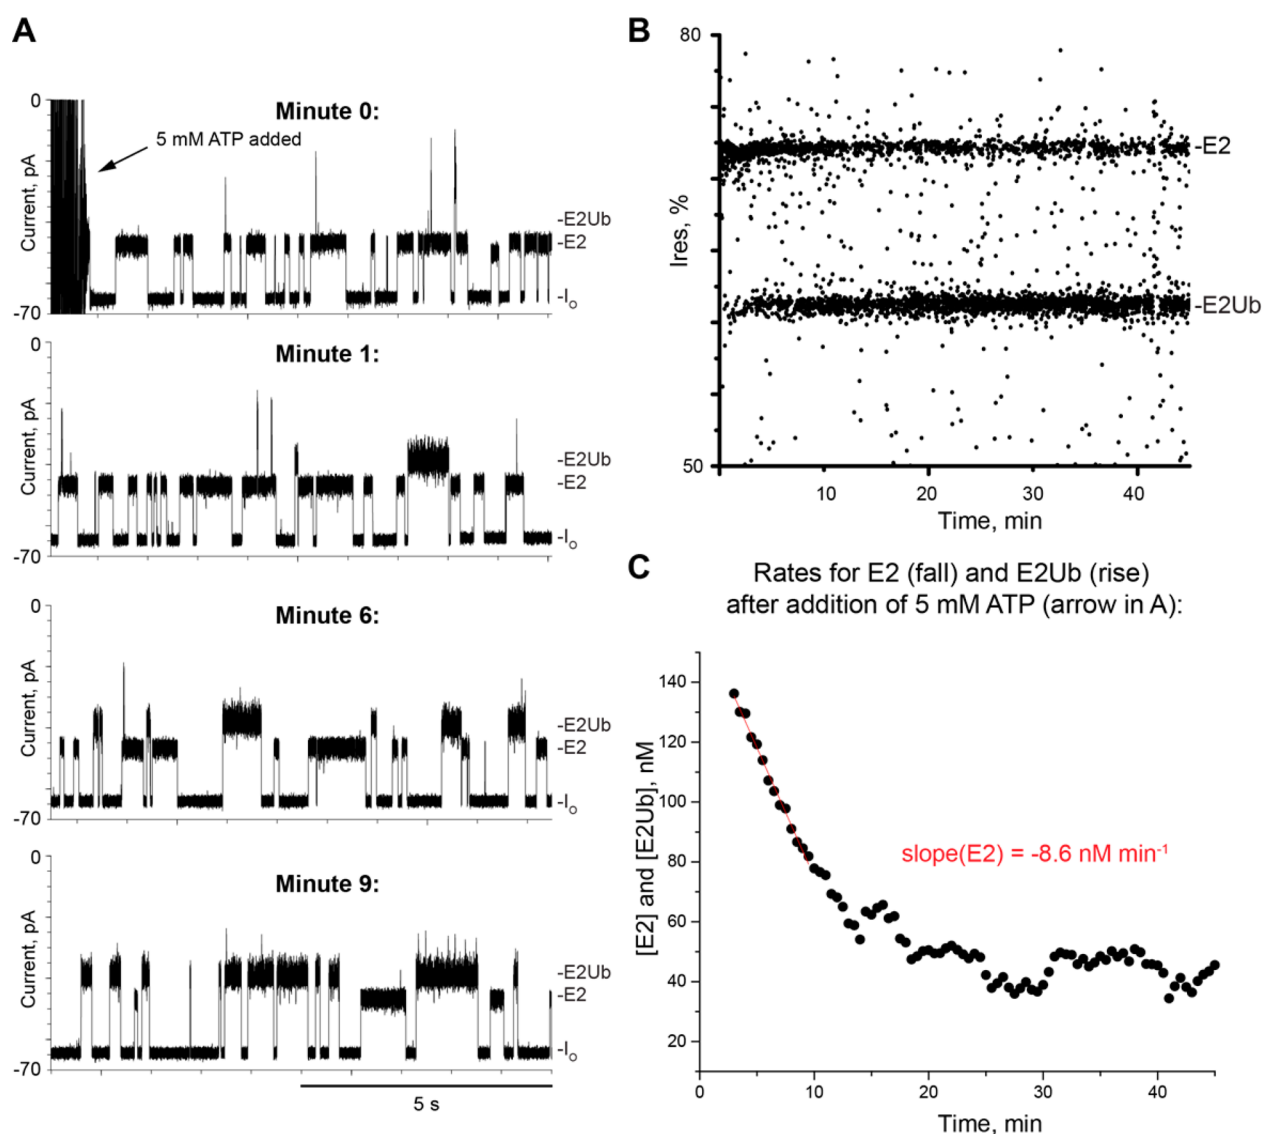 A
Minute 0:
0
5 mM ATP added
Current, pA
-E2Ub
-E2
-Io
-70
Minute 1:
0
Current, pA
-E2Ub
-E2
-Io
-70
Minute 6:
0
Current, pA
-E2Ub
-E2
-Io
-70
Minute 9:
0
Current, pA
-E2Ub
-E2
-Io
-70
5 s
B
80
Ires, %
-E2
-E2Ub
50
10 20 30 40
Time, min
C
Rates for E2 (fall) and E2Ub (rise)
after addition of 5 mM ATP (arrow in A):
[E2] and [E2Ub], nM
140
120
100
80
60
40
20
slope(E2) = -8.6 nM min-1
0 10 20 30 40
Time, min